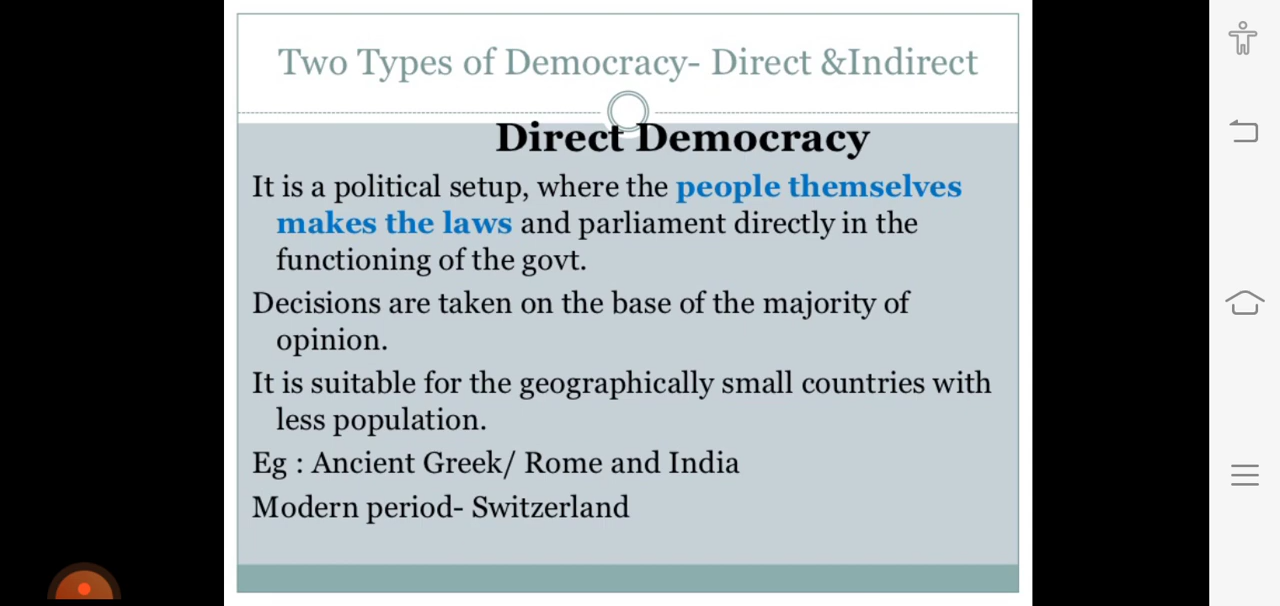 Two Types of Democracy- Direct &Indirect
Direct Democracy
It is a political setup, where the people themselves
makes the laws and parliament directly in the
functioning of the govt.
Decisions are taken on the base of the majority of
opinion.
It is suitable for the geographically small countries with
less population.
Eg : Ancient Greek/ Rome and India
Modern period- Switzerland